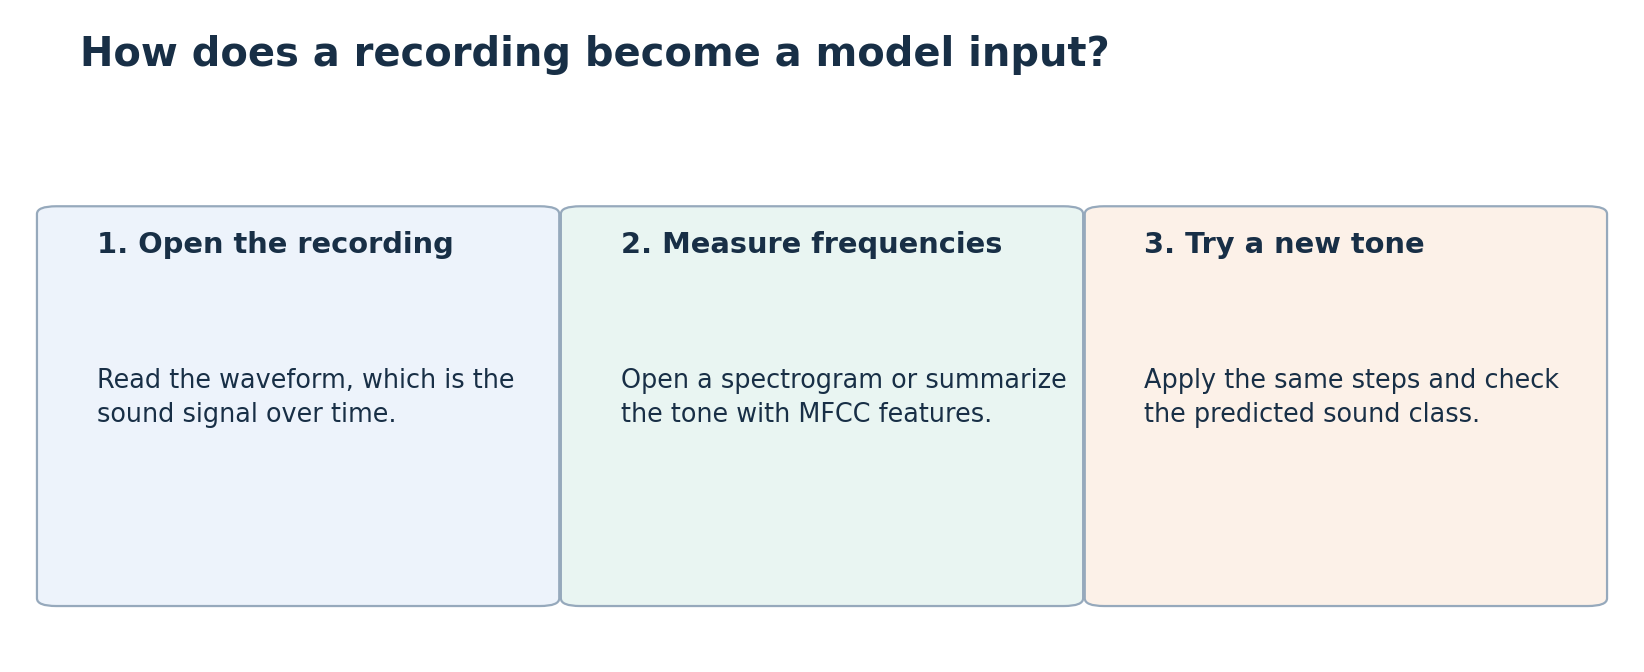 How does a recording become a model input?
1. Open the recording
Read the waveform, which is the
sound signal over time.
2. Measure frequencies
Open a spectrogram or summarize
the tone with MFCC features.
3. Try a new tone
Apply the same steps and check
the predicted sound class.